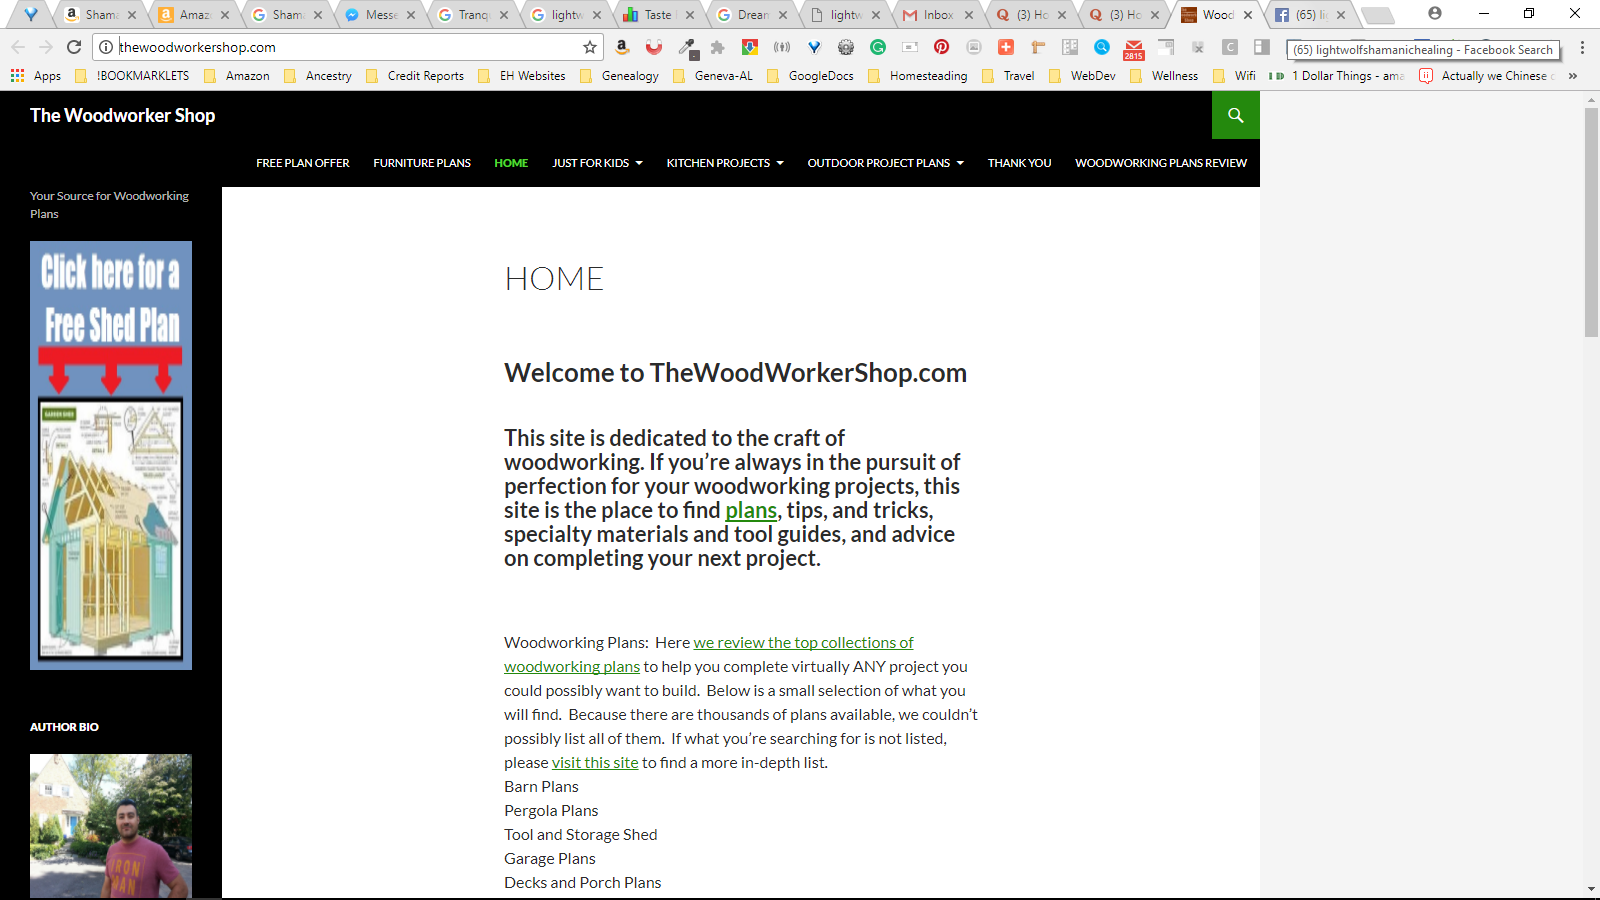 Shama
Amaz
Shama
Messe
Tranqu
lightw
Taste
Dream
lightw
Inbox
(3) Ho
(3) Ho
Wood
(65) li
thewoodworkershop.com
2815
(65) lightwolfshamanichealing - Facebook Search
Apps
!BOOKMARKLETS
Amazon
Ancestry
Credit Reports
EH Websites
Genealogy
Geneva-AL
GoogleDocs
Homesteading
Travel
WebDev
Wellness
Wifi
1 Dollar Things - ama
Actually we Chinese c
The Woodworker Shop
FREE PLAN OFFER
FURNITURE PLANS
HOME
JUST FOR KIDS
KITCHEN PROJECTS
OUTDOOR PROJECT PLANS
THANK YOU
WOODWORKING PLANS REVIEW
Your Source for Woodworking
Plans
Click here for a
Free Shed Plan
GARDEN SHED
AUTHOR BIO
IRON
MAN
HOME
Welcome to TheWoodWorkerShop.com
This site is dedicated to the craft of
woodworking. If you’re always in the pursuit of
perfection for your woodworking projects, this
site is the place to find plans, tips, and tricks,
specialty materials and tool guides, and advice
on completing your next project.
Woodworking Plans:  Here we review the top collections of
woodworking plans to help you complete virtually ANY project you
could possibly want to build.  Below is a small selection of what you
will find.  Because there are thousands of plans available, we couldn’t
possibly list all of them.  If what you’re searching for is not listed,
please visit this site to find a more in-depth list.
Barn Plans
Pergola Plans
Tool and Storage Shed
Garage Plans
Decks and Porch Plans